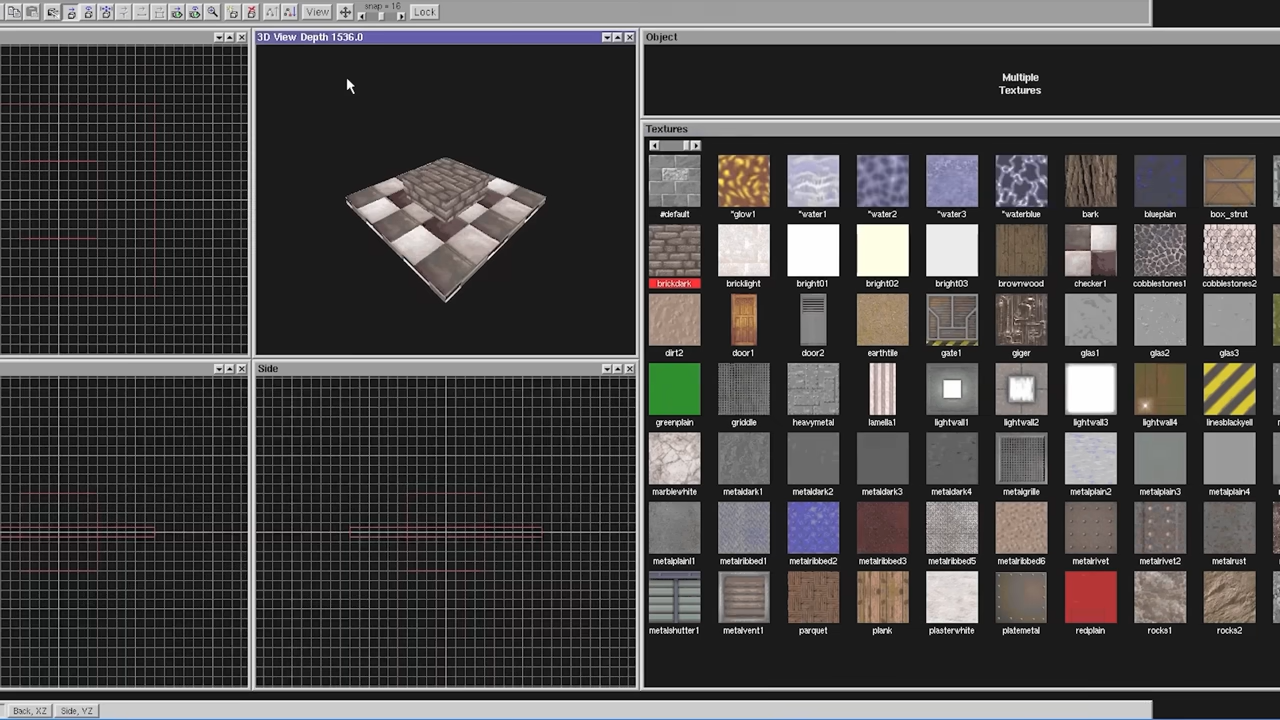 snap = 16
View
Lock
3D View Depth 1536.0
Object
Multiple
Textures
Textures
#default *glow1 *water1 *water2 *water3 *waterblue bark blueplain box_strut
brickdark bricklight bright01 bright02 bright03 brownwood checker1 cobblestones1 cobblestones2
dirt2 door1 door2 earthtile gate1 giger glas1 glas2 glas3
Side
greenplain griddle heavymetal lamella1 lightwall1 lightwall2 lightwall3 lightwall4 linesblackyell
marblewhite metaldark1 metaldark2 metaldark3 metaldark4 metalgrille metalplain2 metalplain3 metalplain4
metalplainl1 metalribbed1 metalribbed2 metalribbed3 metalribbed5 metalribbed6 metalrivet metalrivet2 metalrust
metalshutter1 metalvent1 parquet plank plasterwhite platemetal redplain rocks1 rocks2
Back, XZ Side, YZ